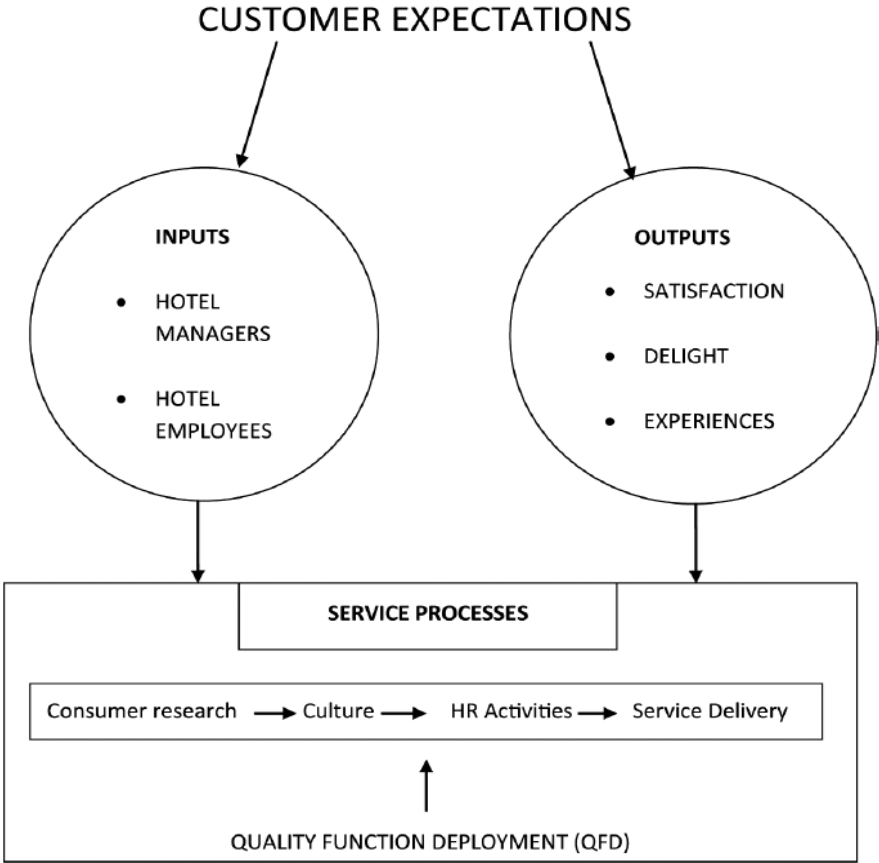 CUSTOMER EXPECTATIONS
INPUTS
• HOTEL
MANAGERS
• HOTEL
EMPLOYEES
OUTPUTS
• SATISFACTION
• DELIGHT
• EXPERIENCES
SERVICE PROCESSES
Consumer research → Culture → HR Activities → Service Delivery
QUALITY FUNCTION DEPLOYMENT (QFD)